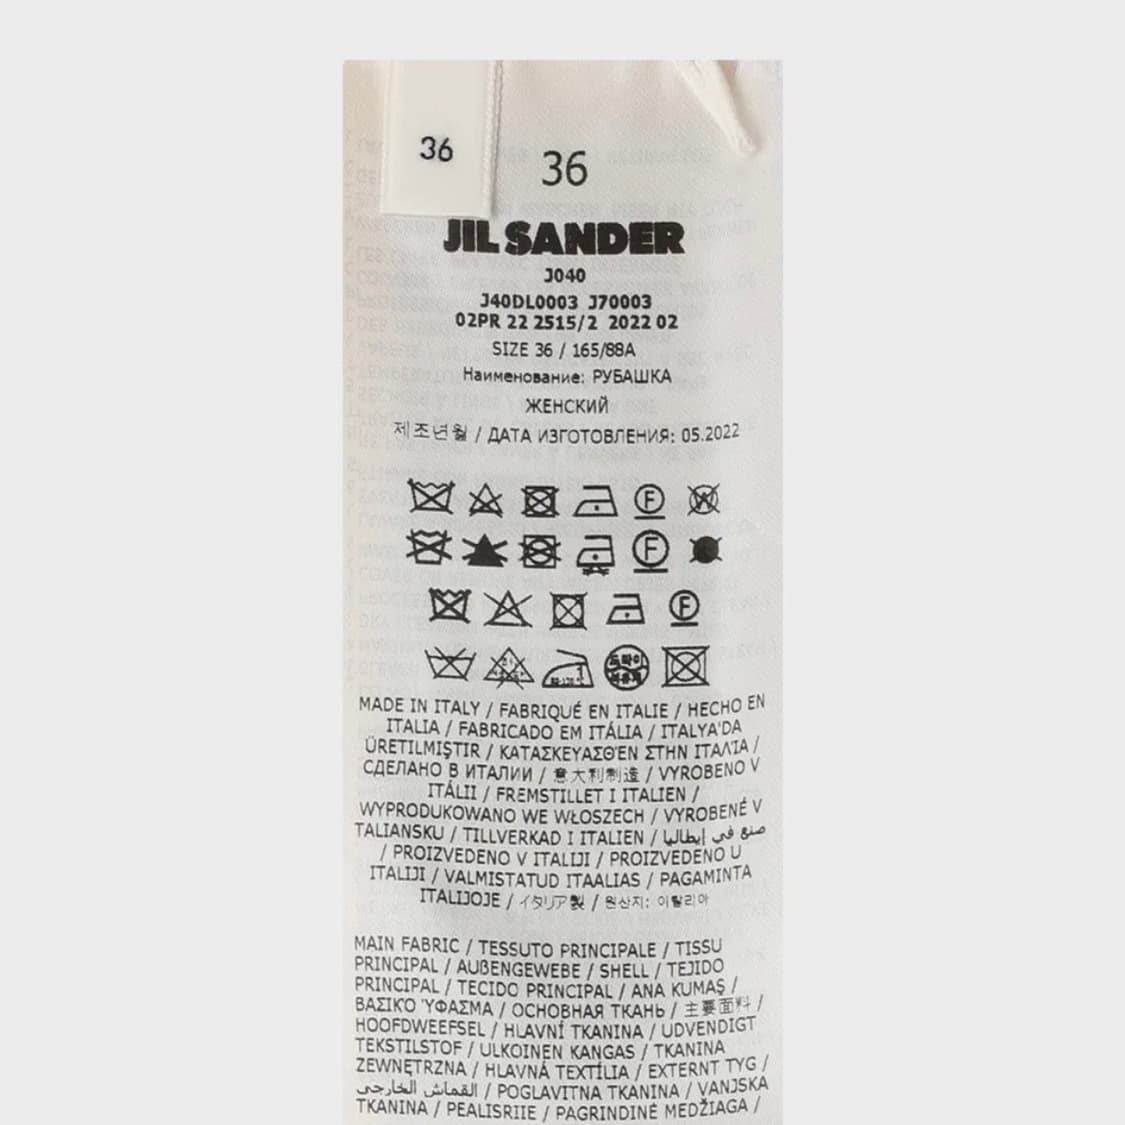 36
36
JIL SANDER
J040
J40DL0003 J70003
02PR 22 2515/2 2022 02
SIZE 36 / 165/88A
Наименование: РУБАШКА
ЖЕНСКИЙ
제조년월 / ДАТА ИЗГОТОВЛЕНИЯ: 05.2022
F W
F
F
드라이
MADE IN ITALY / FABRIQUÉ EN ITALIE / HECHO EN
ITALIA / FABRICADO EM ITÁLIA / ITALYA'DA
ÜRETILMIŞTIR / ΚΑΤΑΣΚΕΥΑΣΘΈΝ ΣΤΗΝ ΙΤΑΛΊΑ /
СДЕЛАНО В ИТАЛИИ / 意大利制造 / VYROBENO V
ITÁLII / FREMSTILLET I ITALIEN /
WYPRODUKOWANO WE WŁOSZECH / VYROBENÉ V
TALIANSKU / TILLVERKAD I ITALIEN / صنع في إيطاليا
/ PROIZVEDENO V ITALIJI / PROIZVEDENO U
ITALIJI / VALMISTATUD ITAALIAS / PAGAMINTA
ITALIJOJE / イタリア製 / 원산지: 이탈리아
MAIN FABRIC / TESSUTO PRINCIPALE / TISSU
PRINCIPAL / AUßENGEWEBE / SHELL / TEJIDO
PRINCIPAL / TECIDO PRINCIPAL / ANA KUMAŞ /
ΒΑΣΙΚΌ ΎΦΑΣΜΑ / ОСНОВНАЯ ТКАНЬ / 主要面料 /
HOOFDWEEFSEL / HLAVNÍ TKANINA / UDVENDIGT
TEKSTILSTOF / ULKOINEN KANGAS / TKANINA
ZEWNĘTRZNA / HLAVNÁ TEXTÍLIA / EXTERNT TYG /
القماش الخارجي / POGLAVITNA TKANINA / VANJSKA
TKANINA / PEALISRIIE / PAGRINDINĖ MEDŽIAGA /